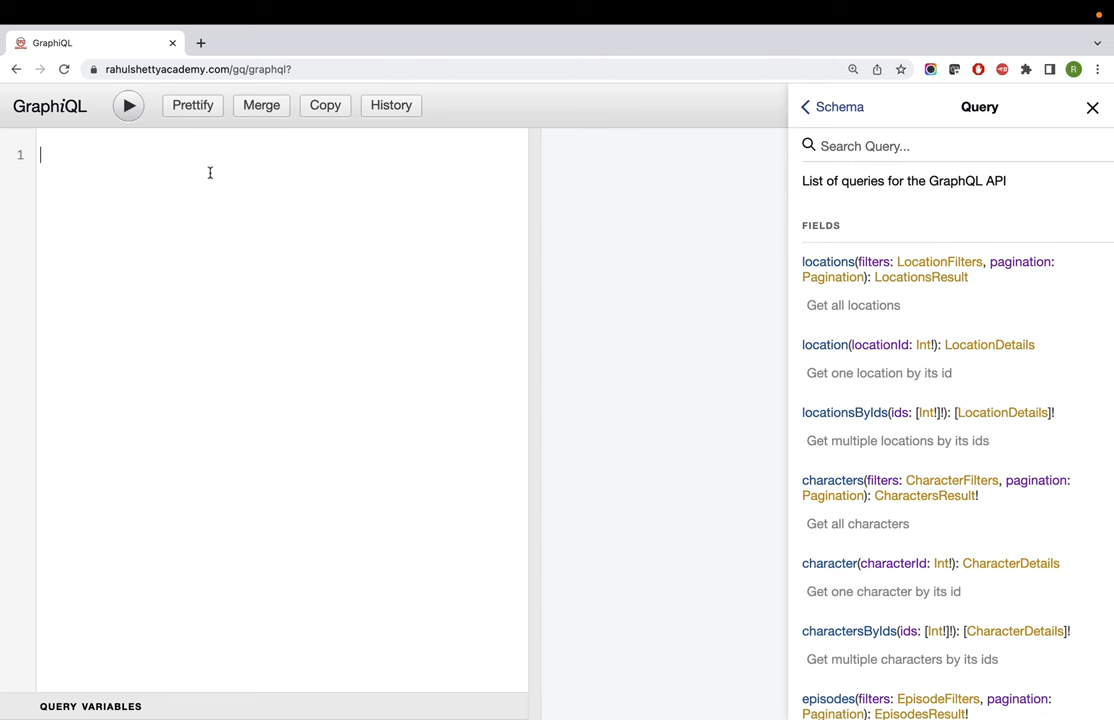 GraphiQL
rahulshettyacademy.com/gq/graphql?
R
GraphiQL
Prettify
Merge
Copy
History
Schema
Query
1
Search Query...
List of queries for the GraphQL API
FIELDS
locations(filters: LocationFilters, pagination:
Pagination): LocationsResult
Get all locations
location(locationId: Int!): LocationDetails
Get one location by its id
locationsByIds(ids: [Int!]!): [LocationDetails]!
Get multiple locations by its ids
characters(filters: CharacterFilters, pagination:
Pagination): CharactersResult!
Get all characters
character(characterId: Int!): CharacterDetails
Get one character by its id
charactersByIds(ids: [Int!]!): [CharacterDetails]!
Get multiple characters by its ids
episodes(filters: EpisodeFilters, pagination:
Pagination): EpisodesResult!
QUERY VARIABLES